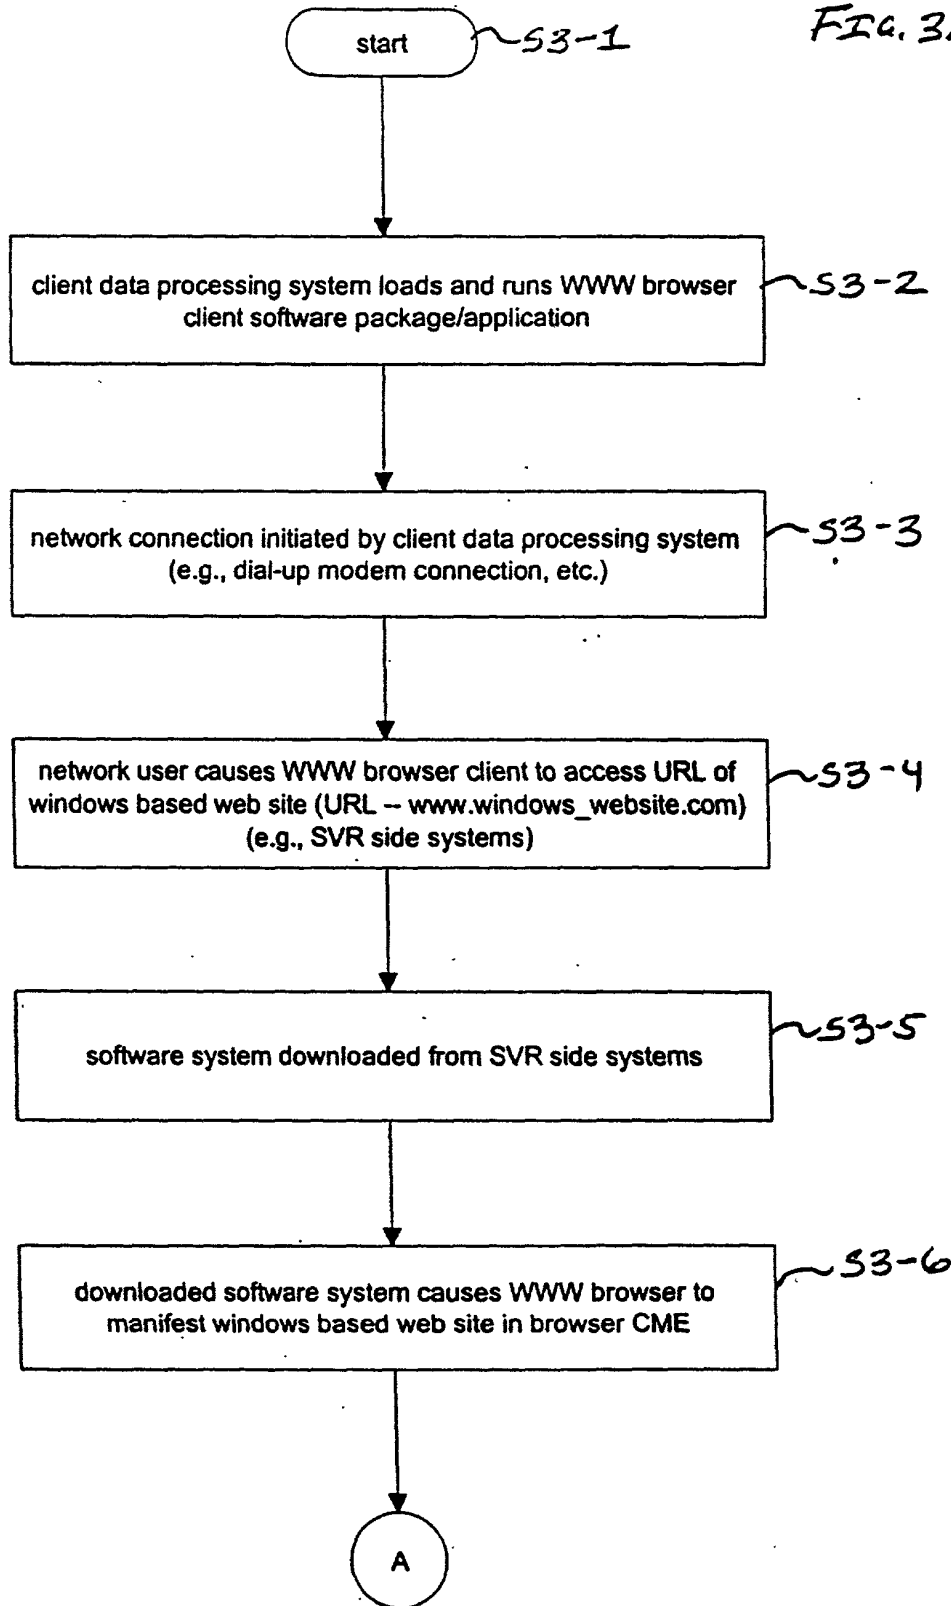 FIG. 3
start
S3-1
client data processing system loads and runs WWW browser
client software package/application
S3-2
network connection initiated by client data processing system
(e.g., dial-up modem connection, etc.)
S3-3
network user causes WWW browser client to access URL of
windows based web site (URL – www.windows_website.com)
(e.g., SVR side systems)
S3-4
software system downloaded from SVR side systems
S3-5
downloaded software system causes WWW browser to
manifest windows based web site in browser CME
S3-6
A